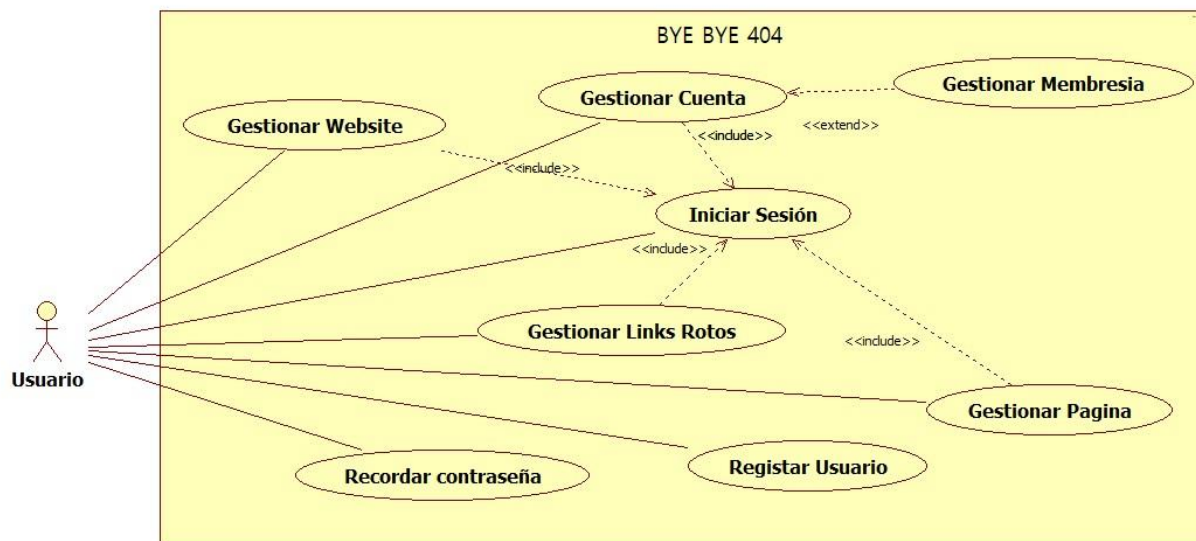 BYE BYE 404
Gestionar Membresia
Gestionar Cuenta
Gestionar Website
<<include>>
<<extend>>
<<include>>
Iniciar Sesión
<<include>>
Gestionar Links Rotos
<<include>>
Usuario
Gestionar Pagina
Registar Usuario
Recordar contraseña